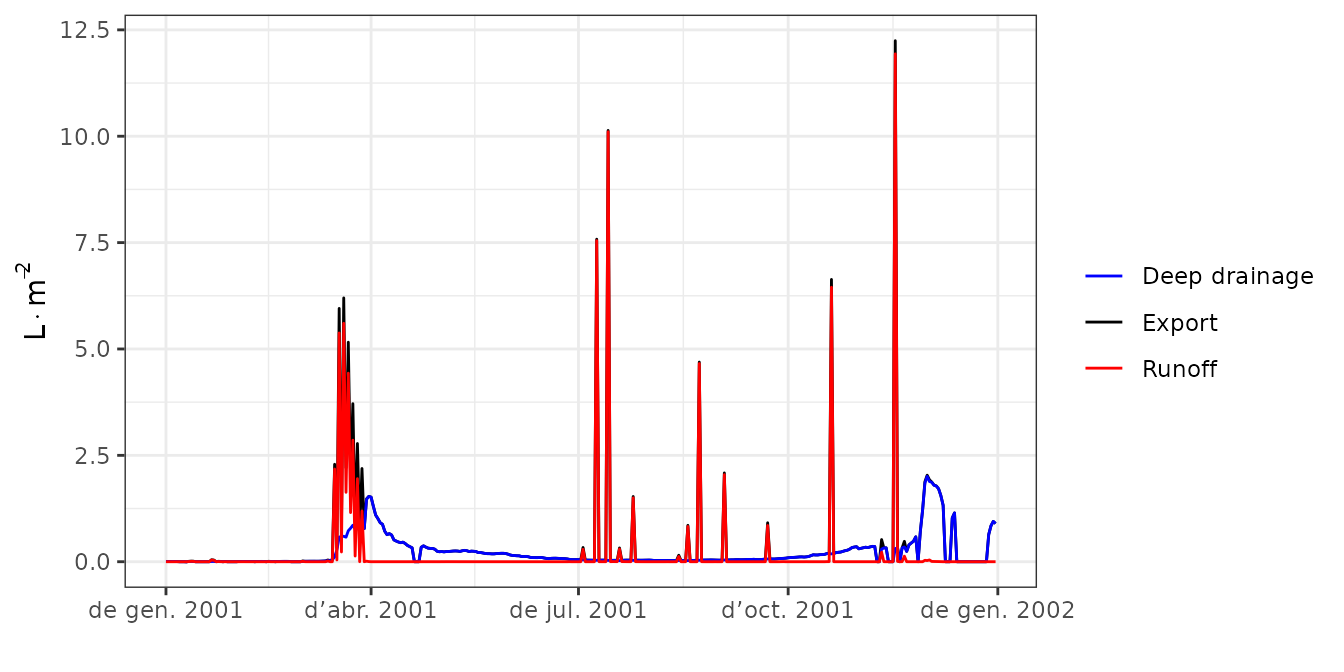 12.5
10.0
7.5
5.0
2.5
0.0
L · m⁻²
de gen. 2001
d’abr. 2001
de jul. 2001
d’oct. 2001
de gen. 2002
Deep drainage
Export
Runoff